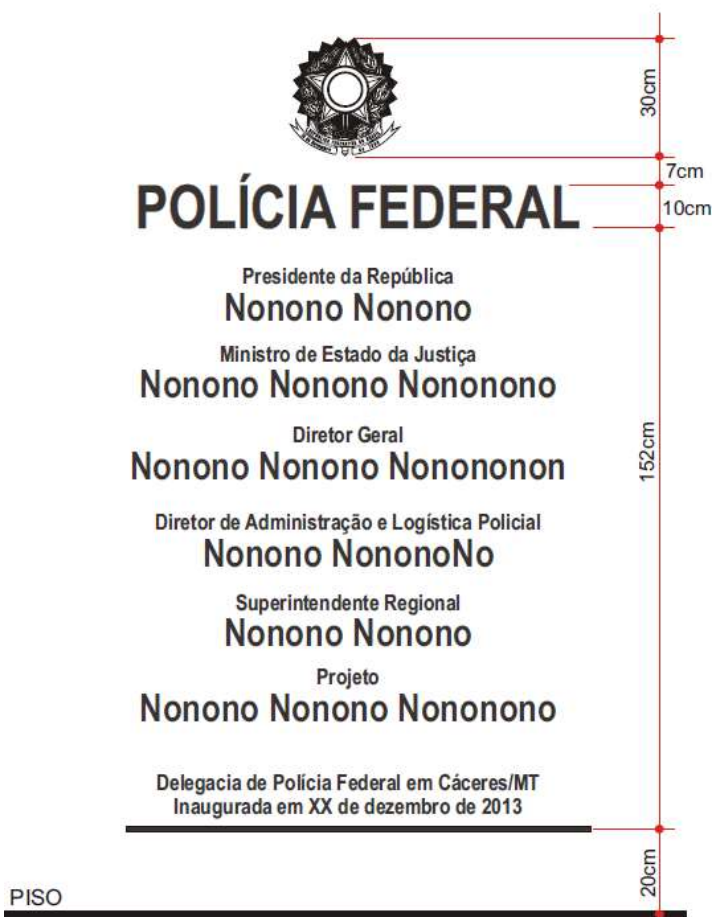 30cm
7cm
POLÍCIA FEDERAL
10cm
Presidente da República
Nonono Nonono
Ministro de Estado da Justiça
Nonono Nonono Nononono
Diretor Geral
Nonono Nonono Nonononon
152cm
Diretor de Administração e Logística Policial
Nonono NononoNo
Superintendente Regional
Nonono Nonono
Projeto
Nonono Nonono Nononono
Delegacia de Polícia Federal em Cáceres/MT
Inaugurada em XX de dezembro de 2013
20cm
PISO